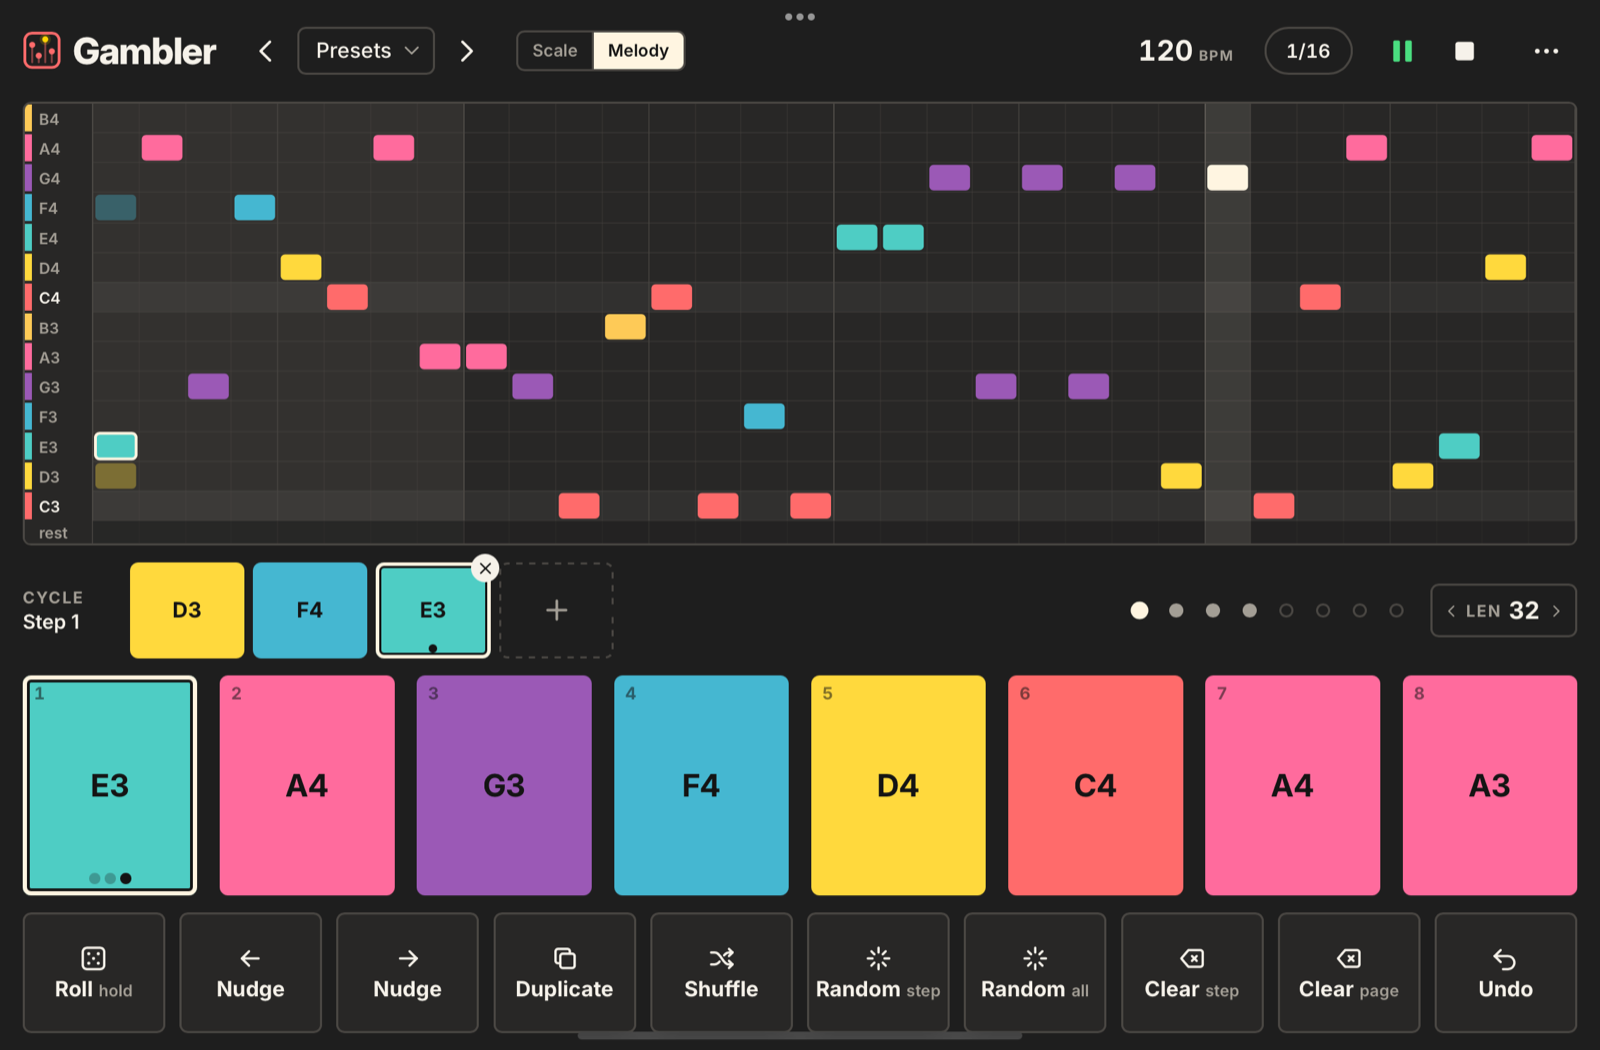 Gambler
Presets
Scale Melody
120 BPM
1/16
B4
A4
G4
F4
E4
D4
C4
B3
A3
G3
F3
E3
D3
C3
rest
CYCLE
Step 1
D3
F4
E3
LEN 32
1
E3
2
A4
3
G3
4
F4
5
D4
6
C4
7
A4
8
A3
Roll hold
Nudge
Nudge
Duplicate
Shuffle
Random step
Random all
Clear step
Clear page
Undo